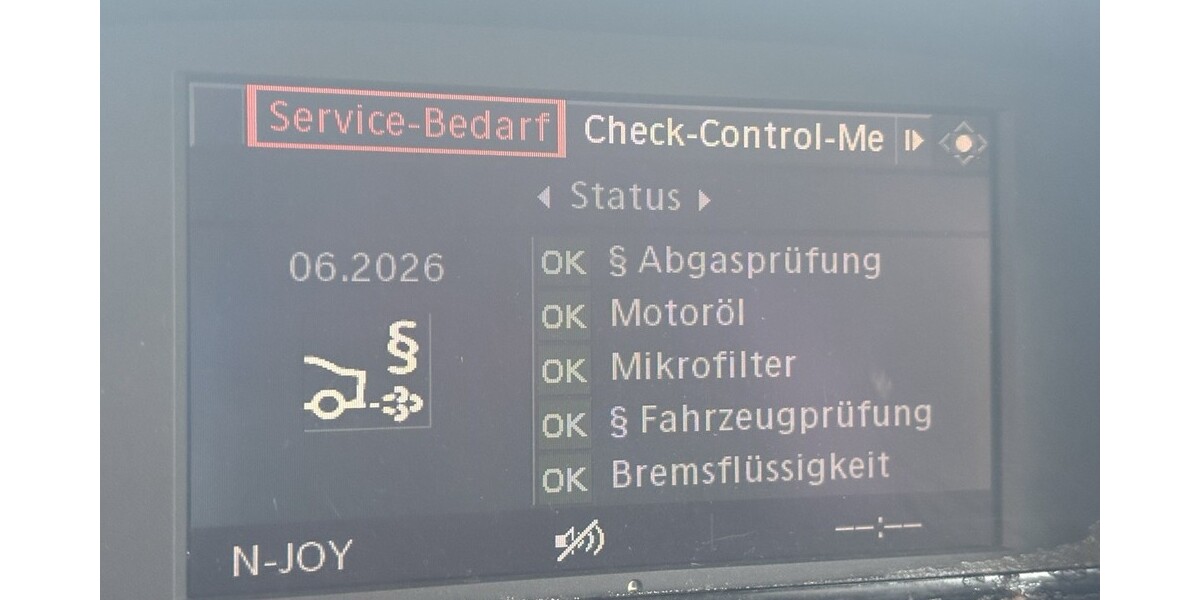 Service-Bedarf Check-Control-Me
Status
06.2026
OK § Abgasprüfung
OK Motoröl
OK Mikrofilter
OK § Fahrzeugprüfung
OK Bremsflüssigkeit
§
N-JOY --:--